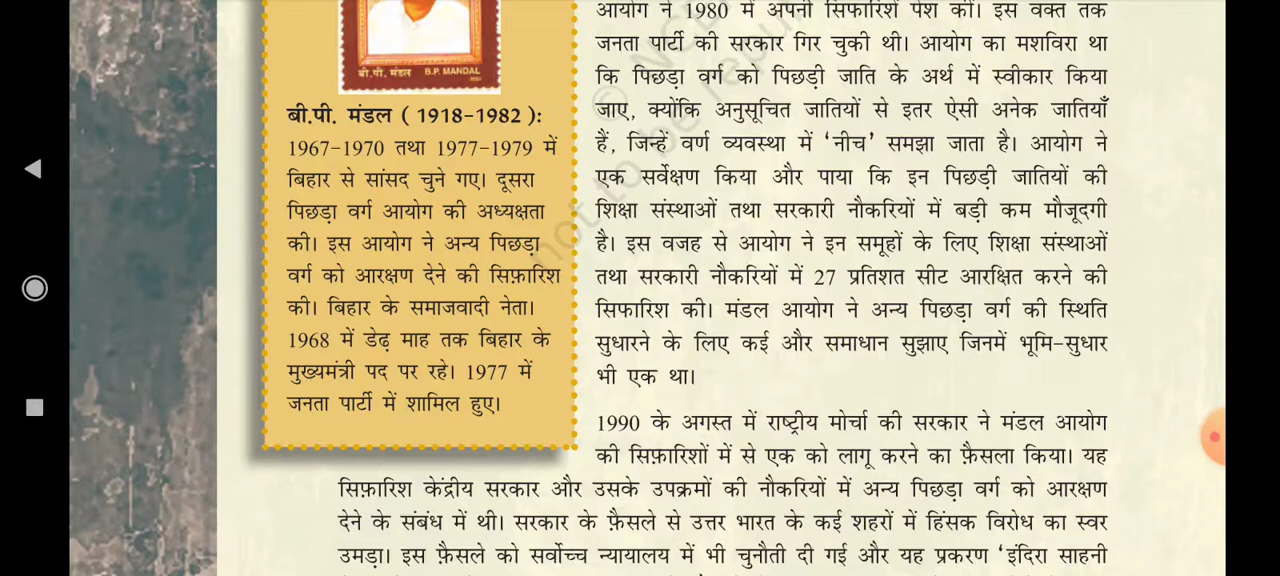 बी.पी. मंडल B.P. MANDAL
बी.पी. मंडल ( 1918-1982 ) :
1967-1970 तथा 1977-1979 में
बिहार से सांसद चुने गए। दूसरा
पिछड़ा वर्ग आयोग की अध्यक्षता
की। इस आयोग ने अन्य पिछड़ा
वर्ग को आरक्षण देने की सिफ़ारिश
की। बिहार के समाजवादी नेता।
1968 में डेढ़ माह तक बिहार के
मुख्यमंत्री पद पर रहे। 1977 में
जनता पार्टी में शामिल हुए।
आयोग ने 1980 में अपनी सिफारिशें पेश कीं। इस वक्त तक
जनता पार्टी की सरकार गिर चुकी थी। आयोग का मशविरा था
कि पिछड़ा वर्ग को पिछड़ी जाति के अर्थ में स्वीकार किया
जाए, क्योंकि अनुसूचित जातियों से इतर ऐसी अनेक जातियाँ
हैं, जिन्हें वर्ण व्यवस्था में ‘नीच’ समझा जाता है। आयोग ने
एक सर्वेक्षण किया और पाया कि इन पिछड़ी जातियों की
शिक्षा संस्थाओं तथा सरकारी नौकरियों में बड़ी कम मौजूदगी
है। इस वजह से आयोग ने इन समूहों के लिए शिक्षा संस्थाओं
तथा सरकारी नौकरियों में 27 प्रतिशत सीट आरक्षित करने की
सिफारिश की। मंडल आयोग ने अन्य पिछड़ा वर्ग की स्थिति
सुधारने के लिए कई और समाधान सुझाए जिनमें भूमि-सुधार
भी एक था।
1990 के अगस्त में राष्ट्रीय मोर्चा की सरकार ने मंडल आयोग
की सिफ़ारिशों में से एक को लागू करने का फ़ैसला किया। यह
सिफ़ारिश केंद्रीय सरकार और उसके उपक्रमों की नौकरियों में अन्य पिछड़ा वर्ग को आरक्षण
देने के संबंध में थी। सरकार के फ़ैसले से उत्तर भारत के कई शहरों में हिंसक विरोध का स्वर
उमड़ा। इस फ़ैसले को सर्वोच्च न्यायालय में भी चुनौती दी गई और यह प्रकरण ‘इंदिरा साहनी
not to be